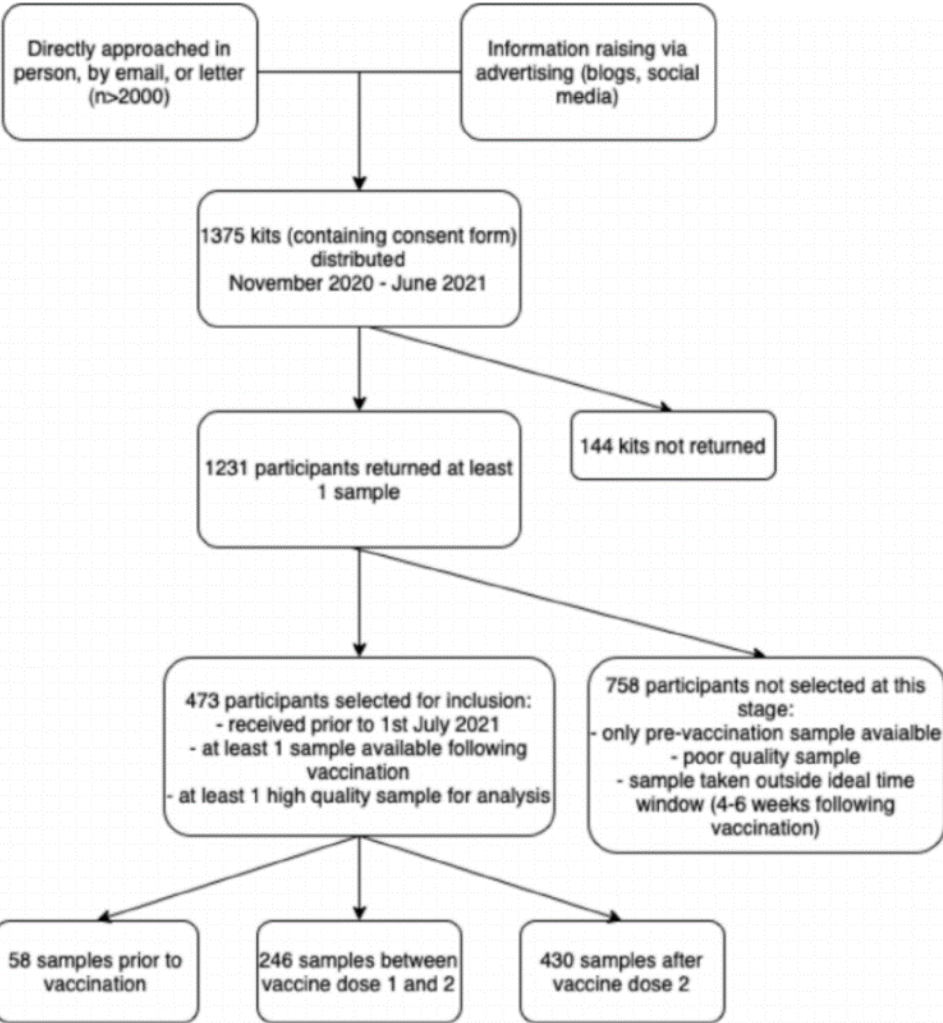 Directly approached in
person, by email, or letter
(n>2000)
Information raising via
advertising (blogs, social
media)
1375 kits (containing consent form)
distributed
November 2020 - June 2021
144 kits not returned
1231 participants returned at least
1 sample
473 participants selected for inclusion:
- received prior to 1st July 2021
- at least 1 sample available following
vaccination
- at least 1 high quality sample for analysis
758 participants not selected at this
stage:
- only pre-vaccination sample avaialble
- poor quality sample
- sample taken outside ideal time
window (4-6 weeks following
vaccination)
58 samples prior to
vaccination
246 samples between
vaccine dose 1 and 2
430 samples after
vaccine dose 2